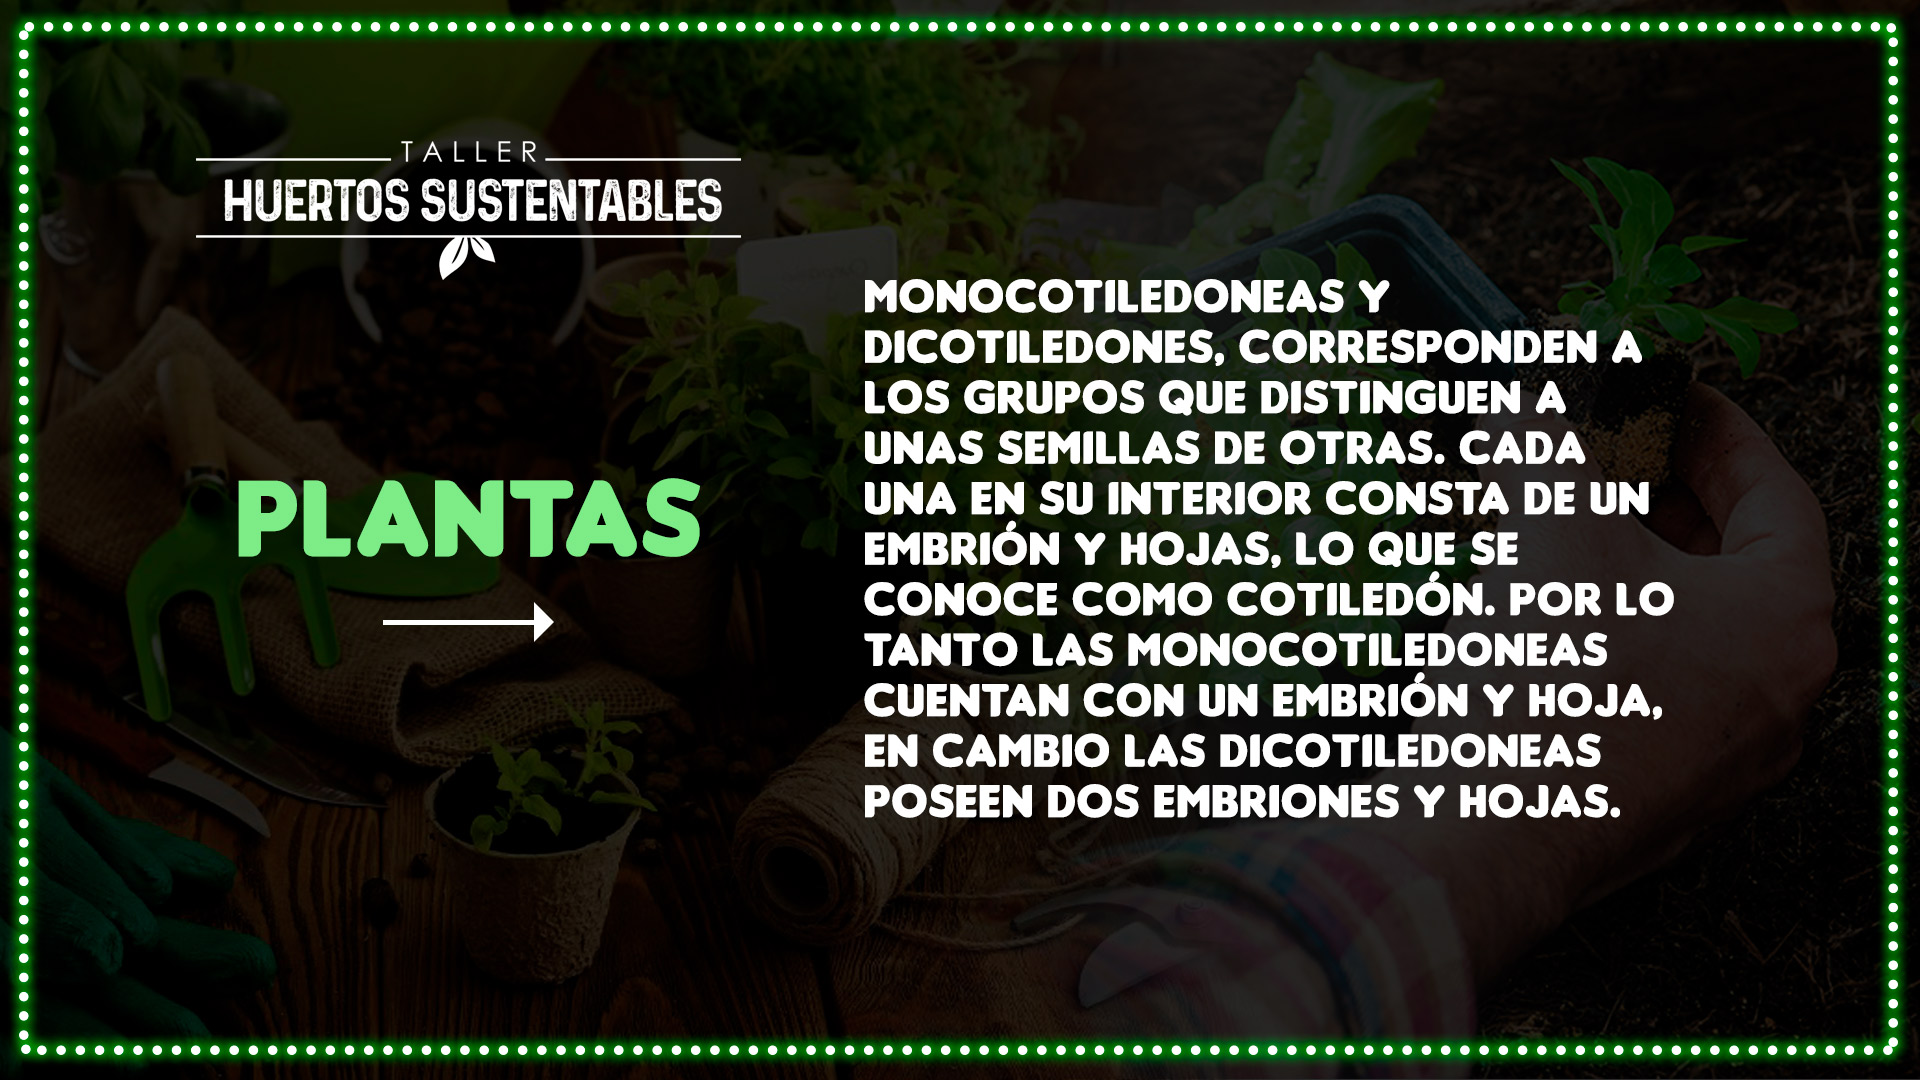 TALLER
HUERTOS SUSTENTABLES
PLANTAS
MONOCOTILEDONEAS Y
DICOTILEDONES, CORRESPONDEN A
LOS GRUPOS QUE DISTINGUEN A
UNAS SEMILLAS DE OTRAS. CADA
UNA EN SU INTERIOR CONSTA DE UN
EMBRIÓN Y HOJAS, LO QUE SE
CONOCE COMO COTILEDÓN. POR LO
TANTO LAS MONOCOTILEDONEAS
CUENTAN CON UN EMBRIÓN Y HOJA,
EN CAMBIO LAS DICOTILEDONEAS
POSEEN DOS EMBRIONES Y HOJAS.